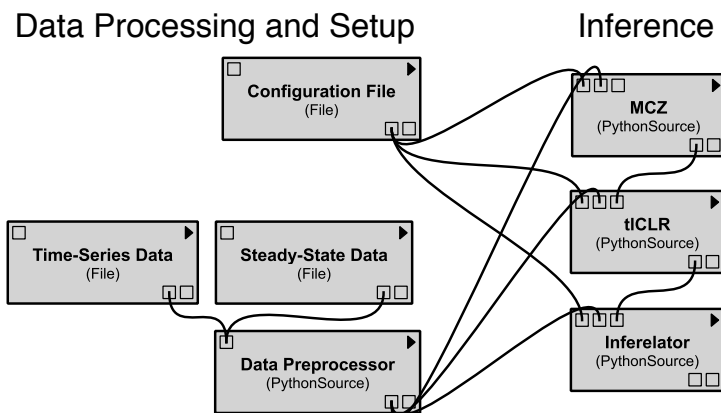 Data Processing and Setup
Inference
Configuration File
(File)
MCZ
(PythonSource)
tlCLR
(PythonSource)
Time-Series Data
(File)
Steady-State Data
(File)
Data Preprocessor
(PythonSource)
Inferelator
(PythonSource)